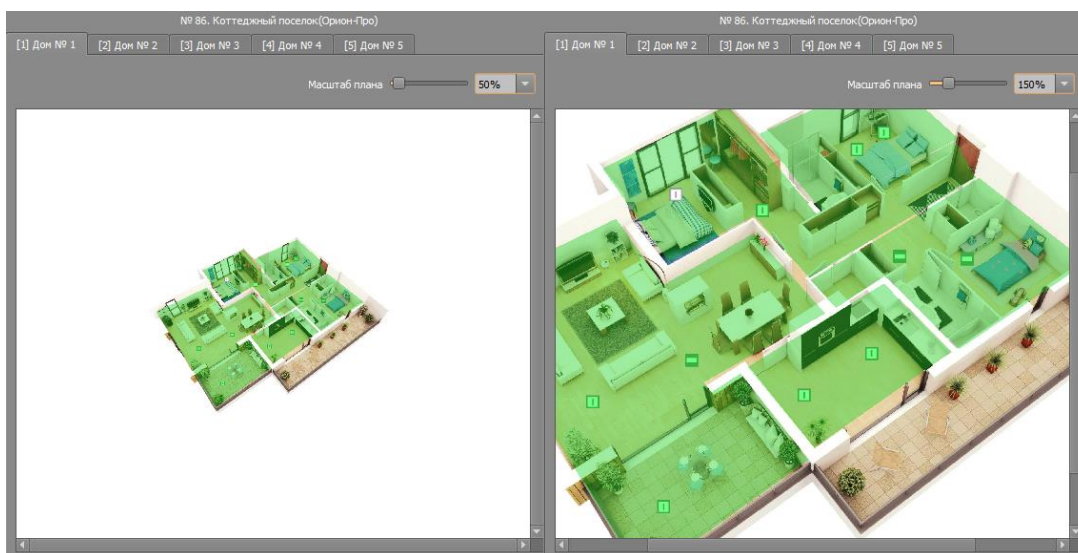 № 86. Коттеджный поселок(Орион-Про)
[1] Дом № 1 [2] Дом № 2 [3] Дом № 3 [4] Дом № 4 [5] Дом № 5
Масштаб плана 50%
№ 86. Коттеджный поселок(Орион-Про)
[1] Дом № 1 [2] Дом № 2 [3] Дом № 3 [4] Дом № 4 [5] Дом № 5
Масштаб плана 150%